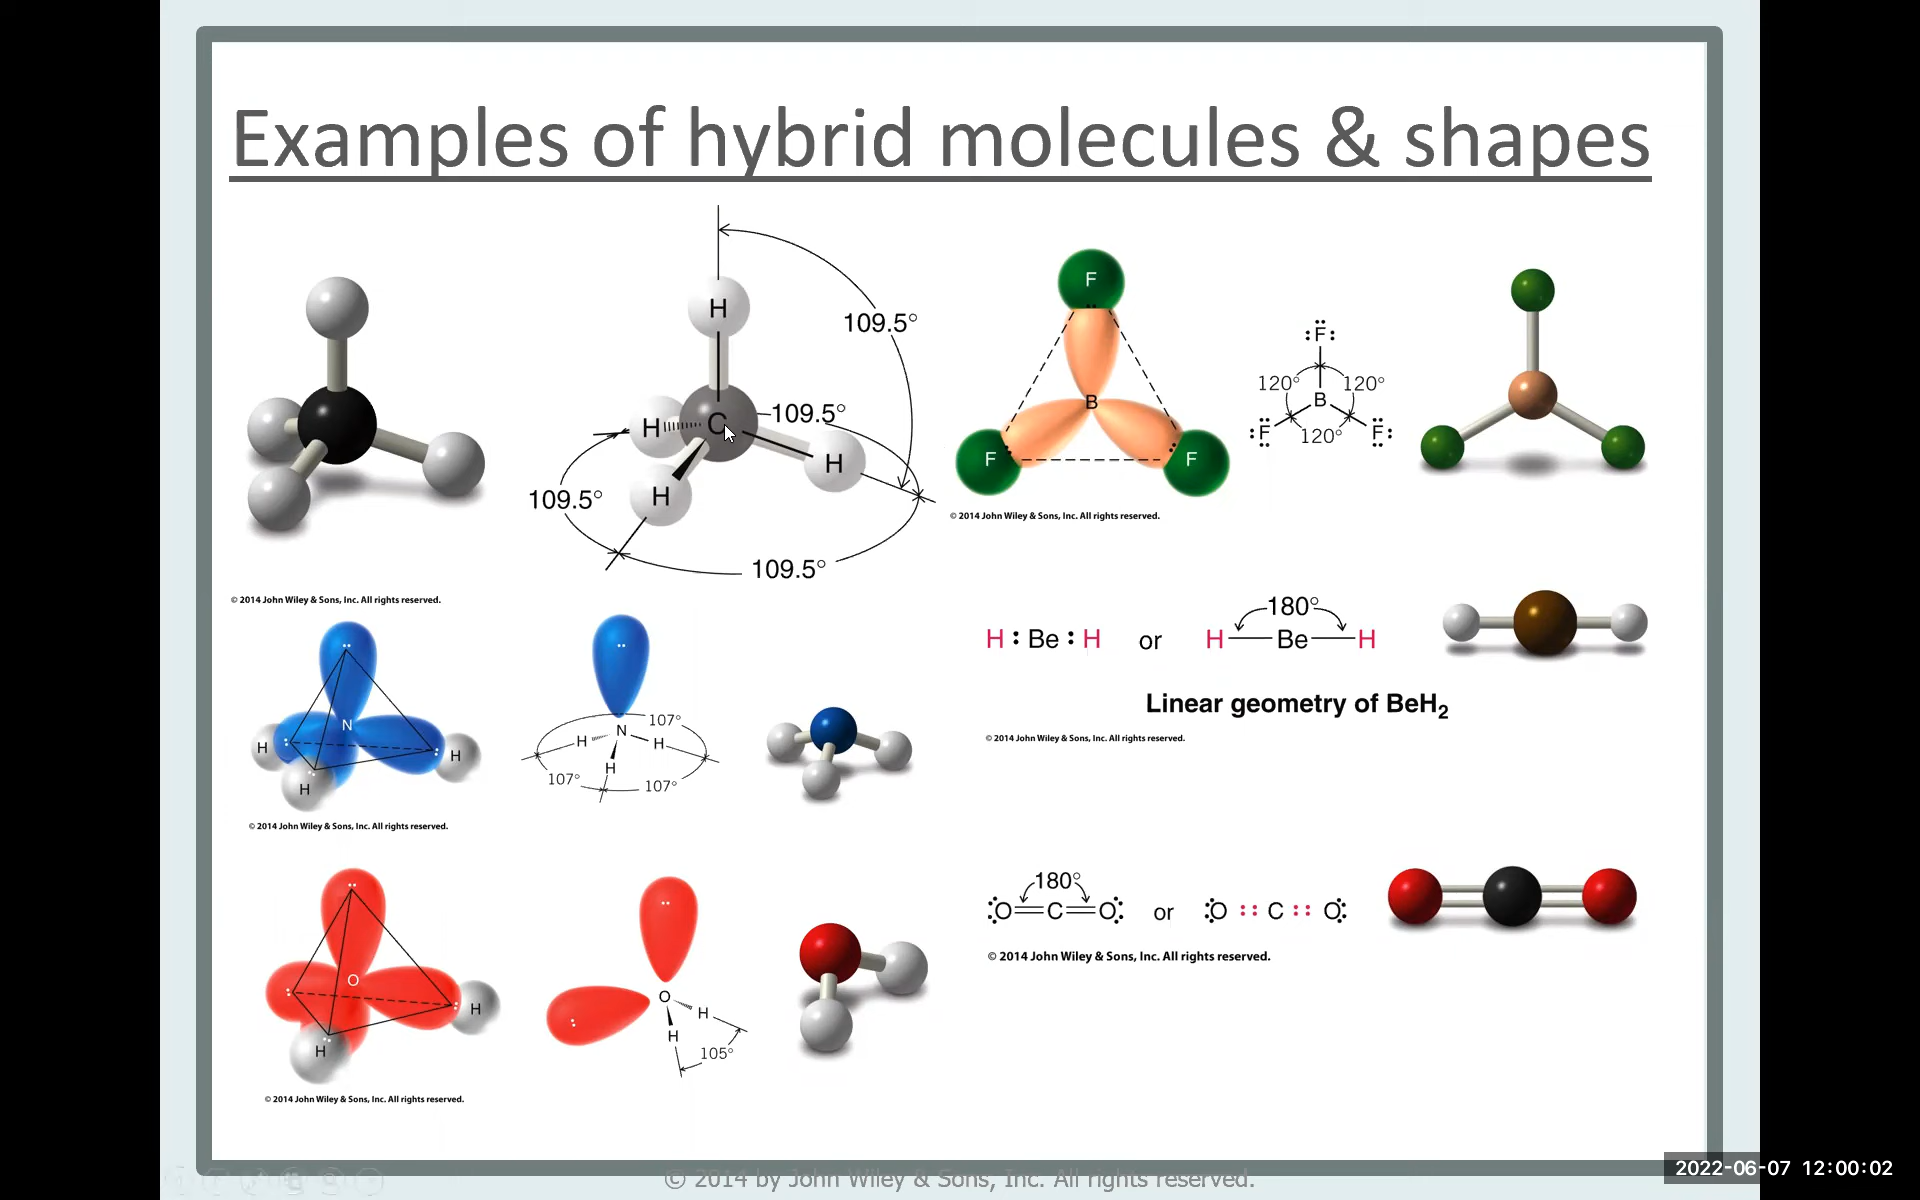 Examples of hybrid molecules & shapes
H
109.5°
109.5°
H
C
H
H
109.5°
109.5°
© 2014 John Wiley & Sons, Inc. All rights reserved.
F
B
F
F
:F:
120°
120°
B
:F
F:
120°
© 2014 John Wiley & Sons, Inc. All rights reserved.
N
H
H
H
107°
N
H
H
H
107°
107°
© 2014 John Wiley & Sons, Inc. All rights reserved.
180°
H : Be : H or H—Be—H
Linear geometry of BeH₂
© 2014 John Wiley & Sons, Inc. All rights reserved.
O
H
H
O
H
H
105°
© 2014 John Wiley & Sons, Inc. All rights reserved.
180°
:O=C=O: or :O :: C :: O:
© 2014 John Wiley & Sons, Inc. All rights reserved.
© 2014 by John Wiley & Sons, Inc. All rights reserved.
2022-06-07 12:00:02